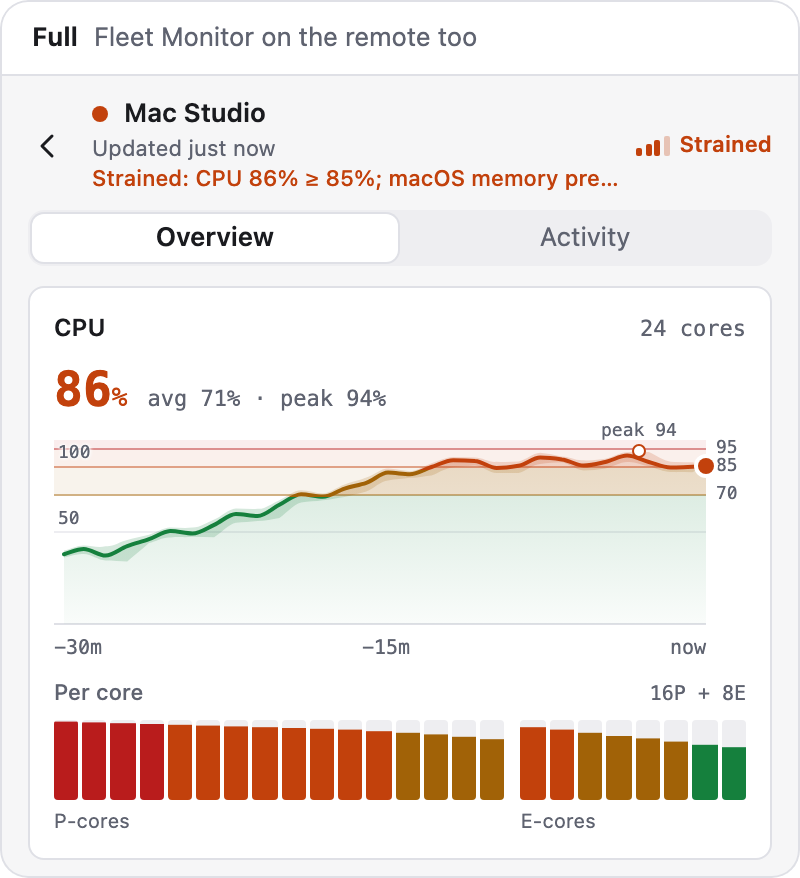 Full Fleet Monitor on the remote too
Mac Studio
Updated just now
Strained
Strained: CPU 86% ≥ 85%; macOS memory pre...
Overview
Activity
CPU
24 cores
86% avg 71% · peak 94%
peak 94
100
95
85
70
50
−30m
−15m
now
Per core
16P + 8E
P-cores
E-cores